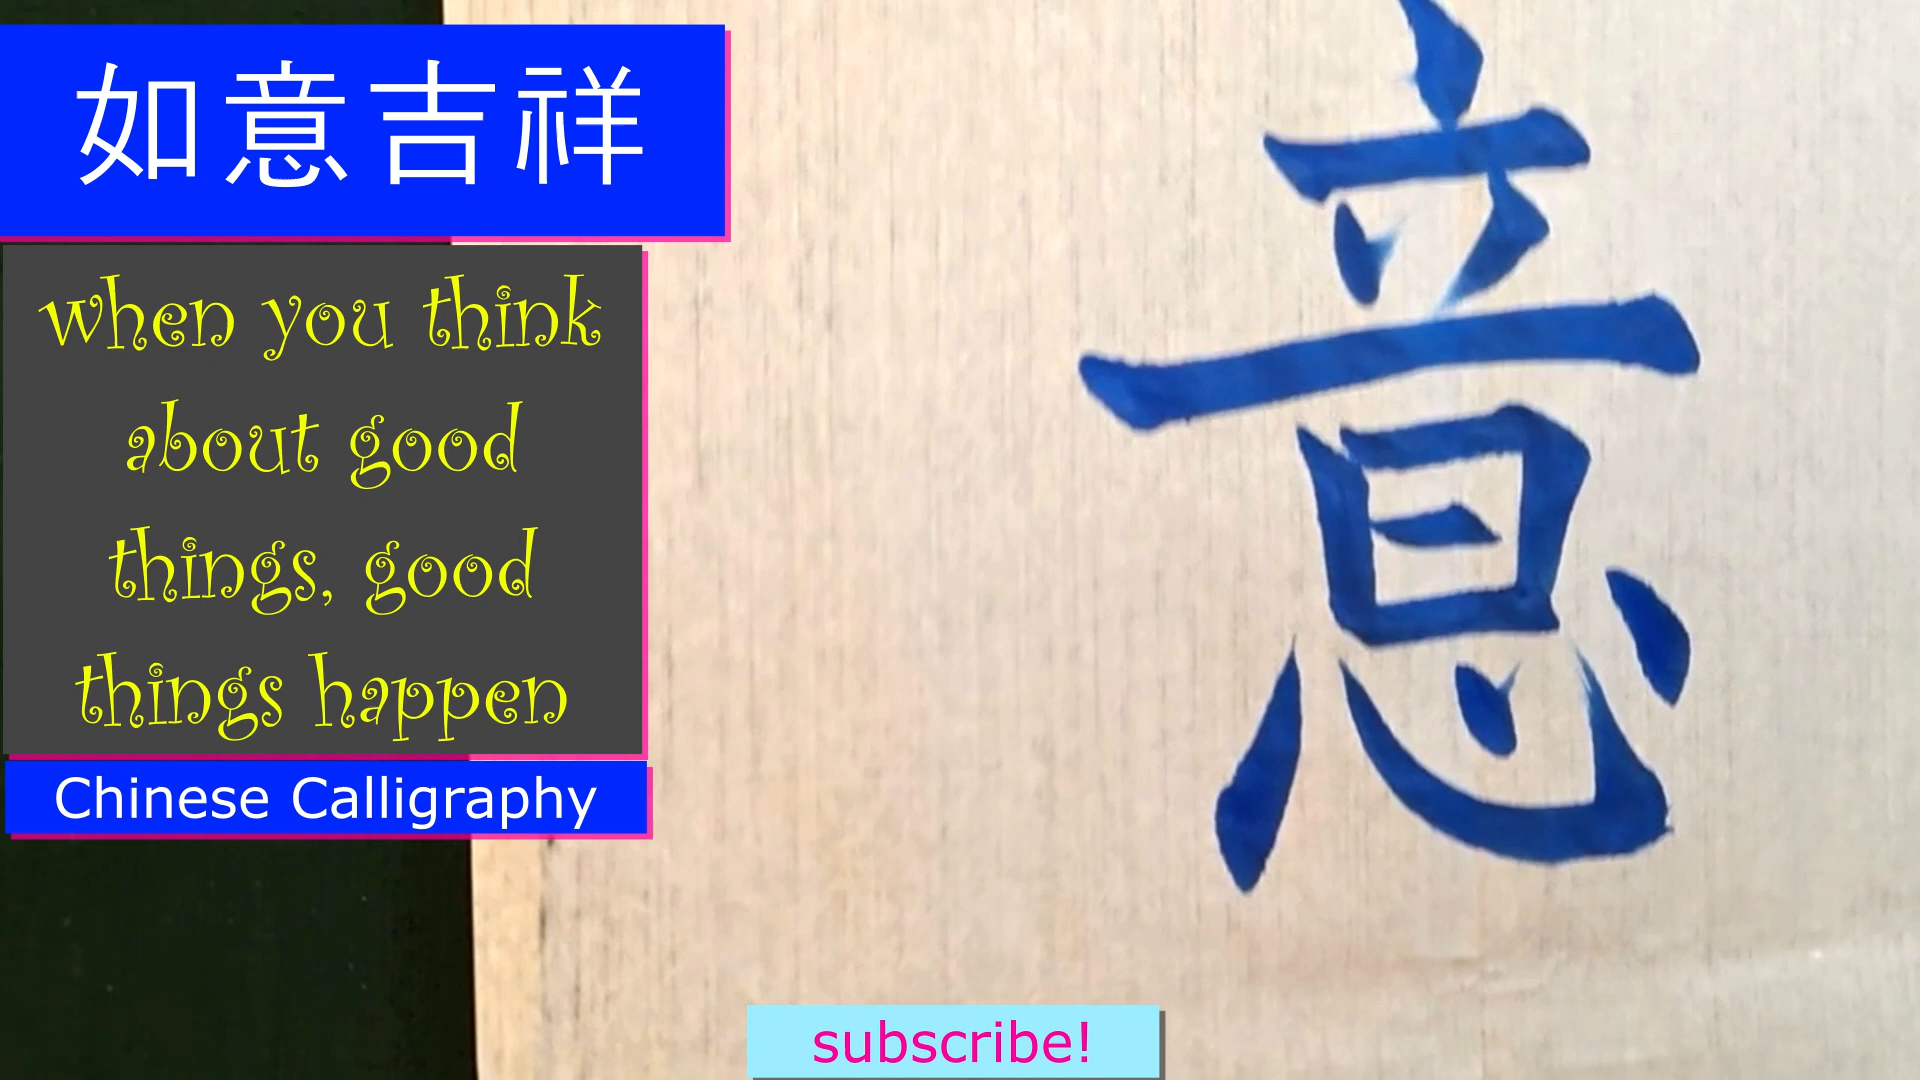 如意吉祥
when you think
about good
things, good
things happen
Chinese Calligraphy
意
subscribe!